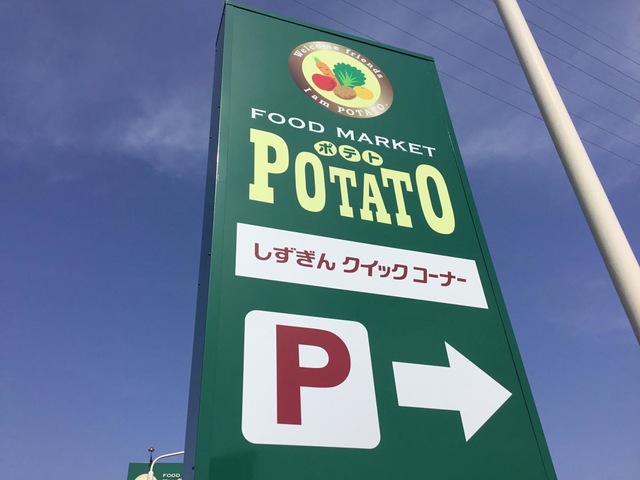 Welcome friends
I am POTATO.
FOOD MARKET
ポテト
POTATO
しずぎん クイック コーナー
P
FOOD